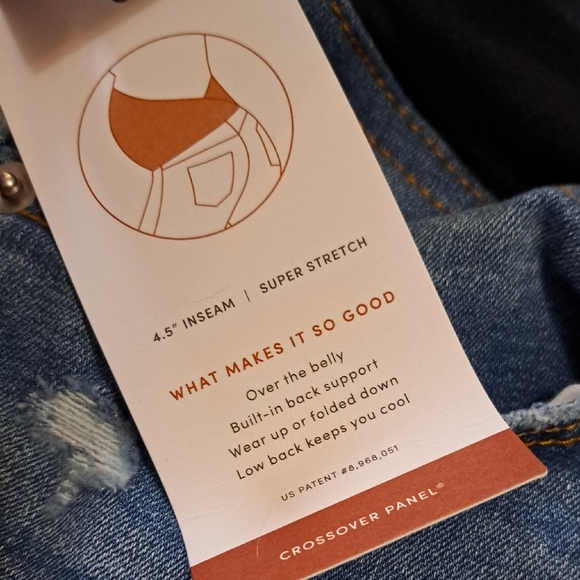 4.5" INSEAM | SUPER STRETCH
WHAT MAKES IT SO GOOD
Over the belly
Built-in back support
Wear up or folded down
Low back keeps you cool
US PATENT #8,968,051
CROSSOVER PANEL®